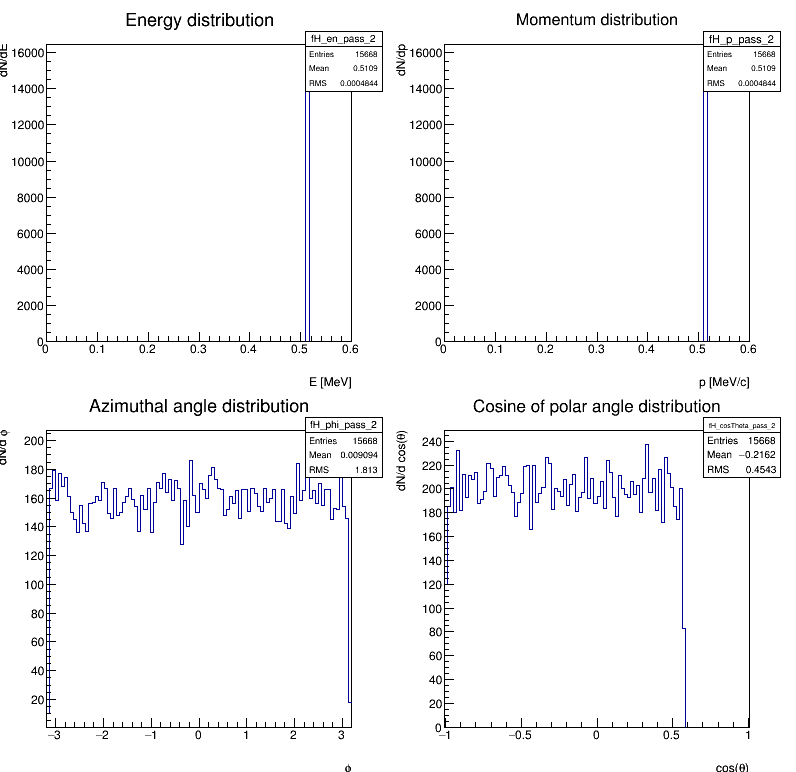 Energy distribution
dN/dE
fH_en_pass_2
Entries 15668
Mean 0.5109
RMS 0.0004844
16000
14000
12000
10000
8000
6000
4000
2000
0
0 0.1 0.2 0.3 0.4 0.5 0.6
E [MeV]
Momentum distribution
dN/dp
fH_p_pass_2
Entries 15668
Mean 0.5109
RMS 0.0004844
16000
14000
12000
10000
8000
6000
4000
2000
0
0 0.1 0.2 0.3 0.4 0.5 0.6
p [MeV/c]
Azimuthal angle distribution
dN/d φ
fH_phi_pass_2
Entries 15668
Mean 0.009094
RMS 1.813
200
180
160
140
120
100
80
60
40
20
−3 −2 −1 0 1 2 3
φ
Cosine of polar angle distribution
dN/d cos(θ)
fH_cosTheta_pass_2
Entries 15668
Mean −0.2162
RMS 0.4543
240
220
200
180
160
140
120
100
80
60
40
20
0
−1 −0.5 0 0.5 1
cos(θ)